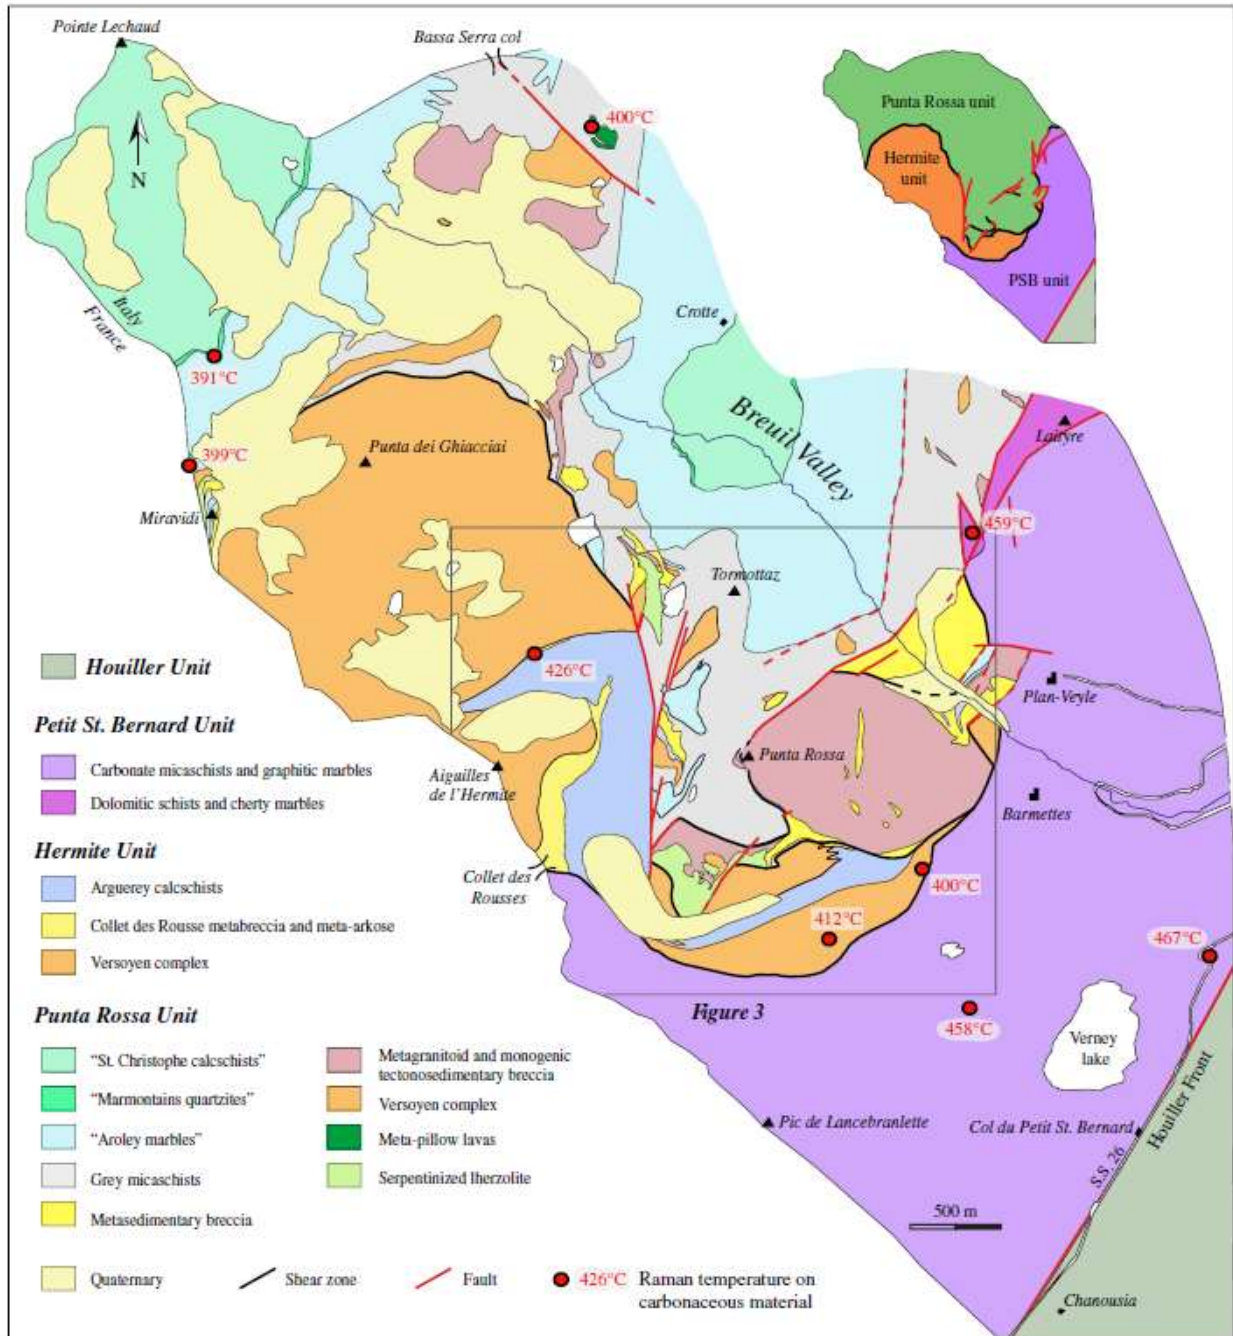 Pointe Lechaud
Bassa Serra col
400°C
Punta Rossa unit
Hermite
unit
PSB unit
N
Italy
France
Crotte
391°C
Breuil Valley
Lairyre
Punta dei Ghiacciai
399°C
Miravidi
459°C
Tormottaz
Houiller Unit
426°C
Plan-Veyle
Petit St. Bernard Unit
Carbonate micaschists and graphitic marbles
Dolomitic schists and cherty marbles
Punta Rossa
Aiguilles
de l'Hermite
Barmettes
Hermite Unit
Arguerey calcschists
Collet des Rousse metabreccia and meta-arkose
Versoyen complex
Collet des
Rousses
400°C
412°C
467°C
Figure 3
458°C
Verney
lake
Punta Rossa Unit
"St. Christophe calcschists"
"Marmontains quartzites"
"Aroley marbles"
Grey micaschists
Metasedimentary breccia
Metagranitoid and monogenic
tectonosedimentary breccia
Versoyen complex
Meta-pillow lavas
Serpentinized lherzolite
Pic de Lancebranlette
Col du Petit St. Bernard
Houiller Front
S.S. 26
500 m
Quaternary
Shear zone
Fault
426°C
Raman temperature on
carbonaceous material
Chanousia